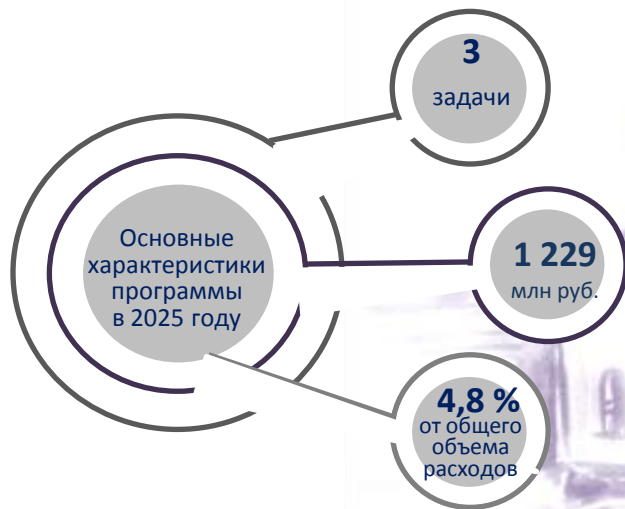 3
задачи
Основные
характеристики
программы
в 2025 году
1 229
млн руб.
4,8 %
от общего
объема
расходов